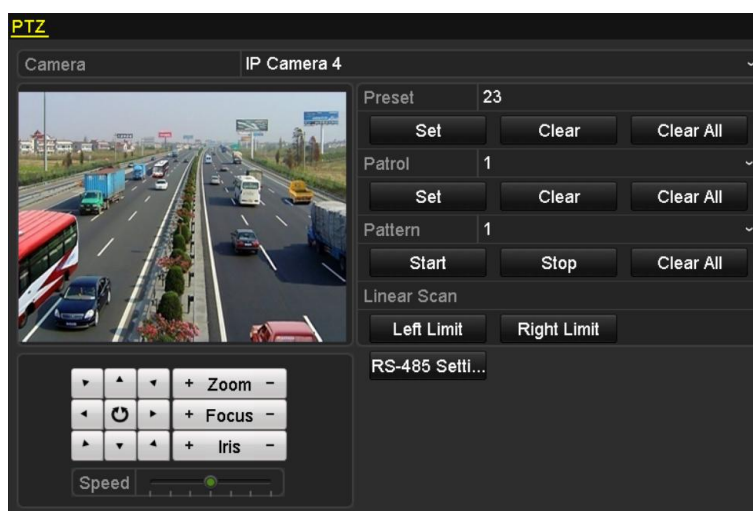 PTZ
Camera IP Camera 4
Preset 23
Set Clear Clear All
Patrol 1
Set Clear Clear All
Pattern 1
Start Stop Clear All
Linear Scan
Left Limit Right Limit
RS-485 Setti...
+ Zoom -
+ Focus -
+ Iris -
Speed